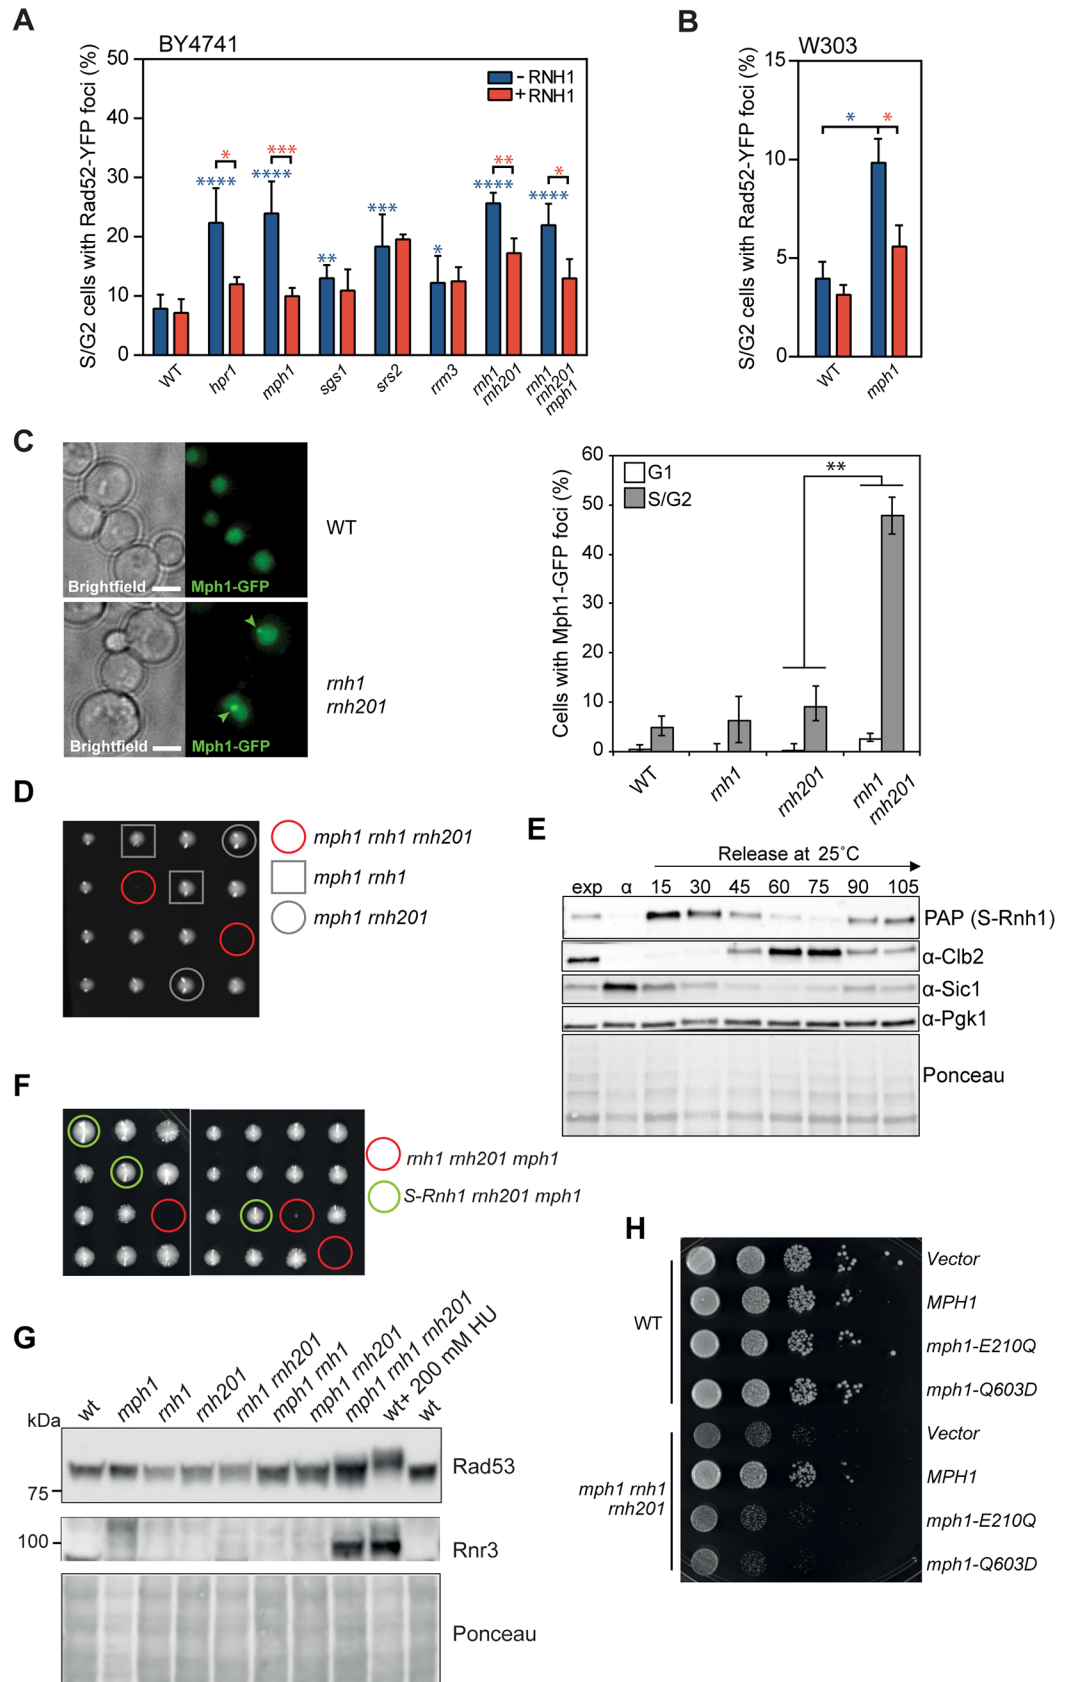 A
BY4741
S/G2 cells with Rad52-YFP foci (%)
50
40
30
20
10
0
- RNH1
+ RNH1
*
****
***
****
**
***
*
**
****
*
****
WT
hpr1
mph1
sgs1
srs2
rrm3
rnh1
rnh201
rnh1
rnh201
mph1
B
W303
S/G2 cells with Rad52-YFP foci (%)
15
10
5
0
*
*
WT
mph1
C
Brightfield
Mph1-GFP
WT
Brightfield
Mph1-GFP
rnh1
rnh201
Cells with Mph1-GFP foci (%)
60
50
40
30
20
10
0
G1
S/G2
**
WT
rnh1
rnh201
rnh1
rnh201
D
mph1 rnh1 rnh201
mph1 rnh1
mph1 rnh201
E
Release at 25˚C
exp α 15 30 45 60 75 90 105
PAP (S-Rnh1)
α-Clb2
α-Sic1
α-Pgk1
Ponceau
F
rnh1 rnh201 mph1
S-Rnh1 rnh201 mph1
G
wt
mph1
rnh1
rnh201
rnh1 rnh201
mph1 rnh1
mph1 rnh201
mph1 rnh1 rnh201
wt+ 200 mM HU
wt
kDa
75
100
Rad53
Rnr3
Ponceau
H
WT
Vector
MPH1
mph1-E210Q
mph1-Q603D
mph1 rnh1
rnh201
Vector
MPH1
mph1-E210Q
mph1-Q603D